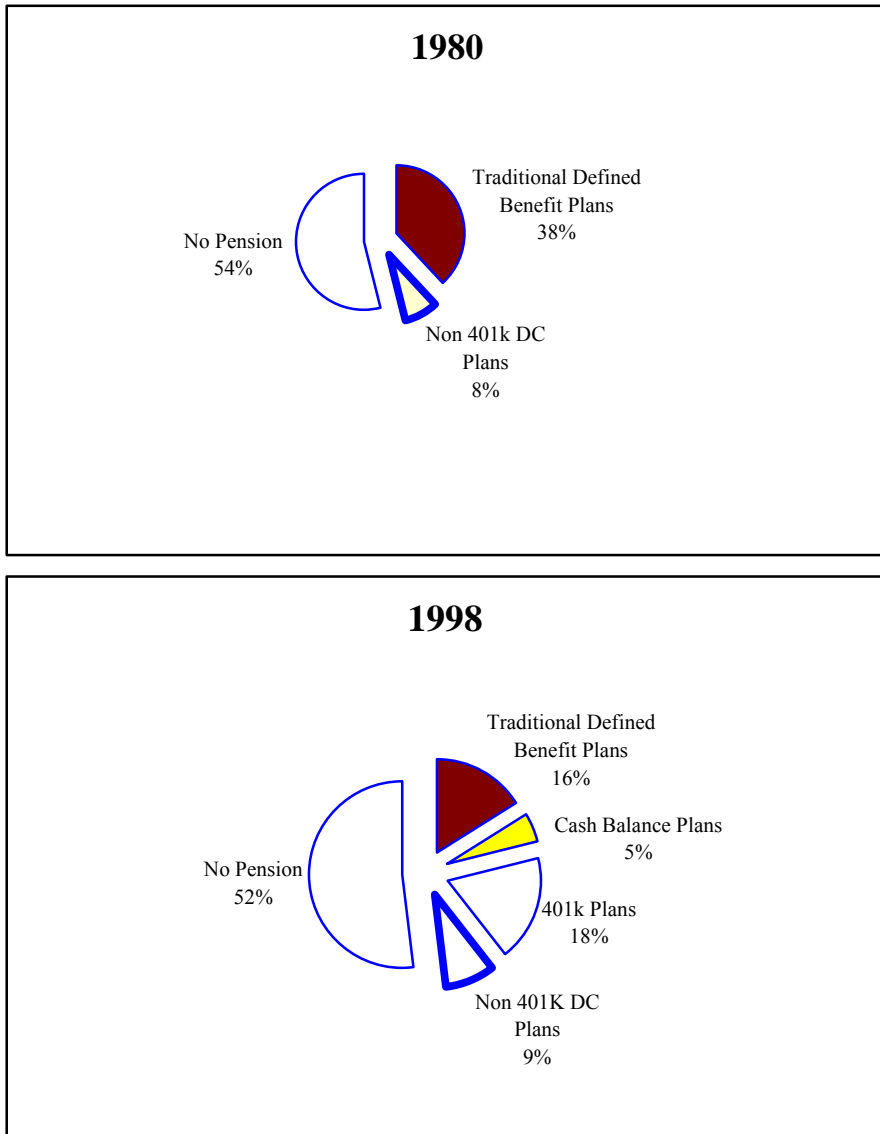 1980
Traditional Defined
Benefit Plans
38%
No Pension
54%
Non 401k DC
Plans
8%
1998
Traditional Defined
Benefit Plans
16%
Cash Balance Plans
5%
No Pension
52%
401k Plans
18%
Non 401K DC
Plans
9%